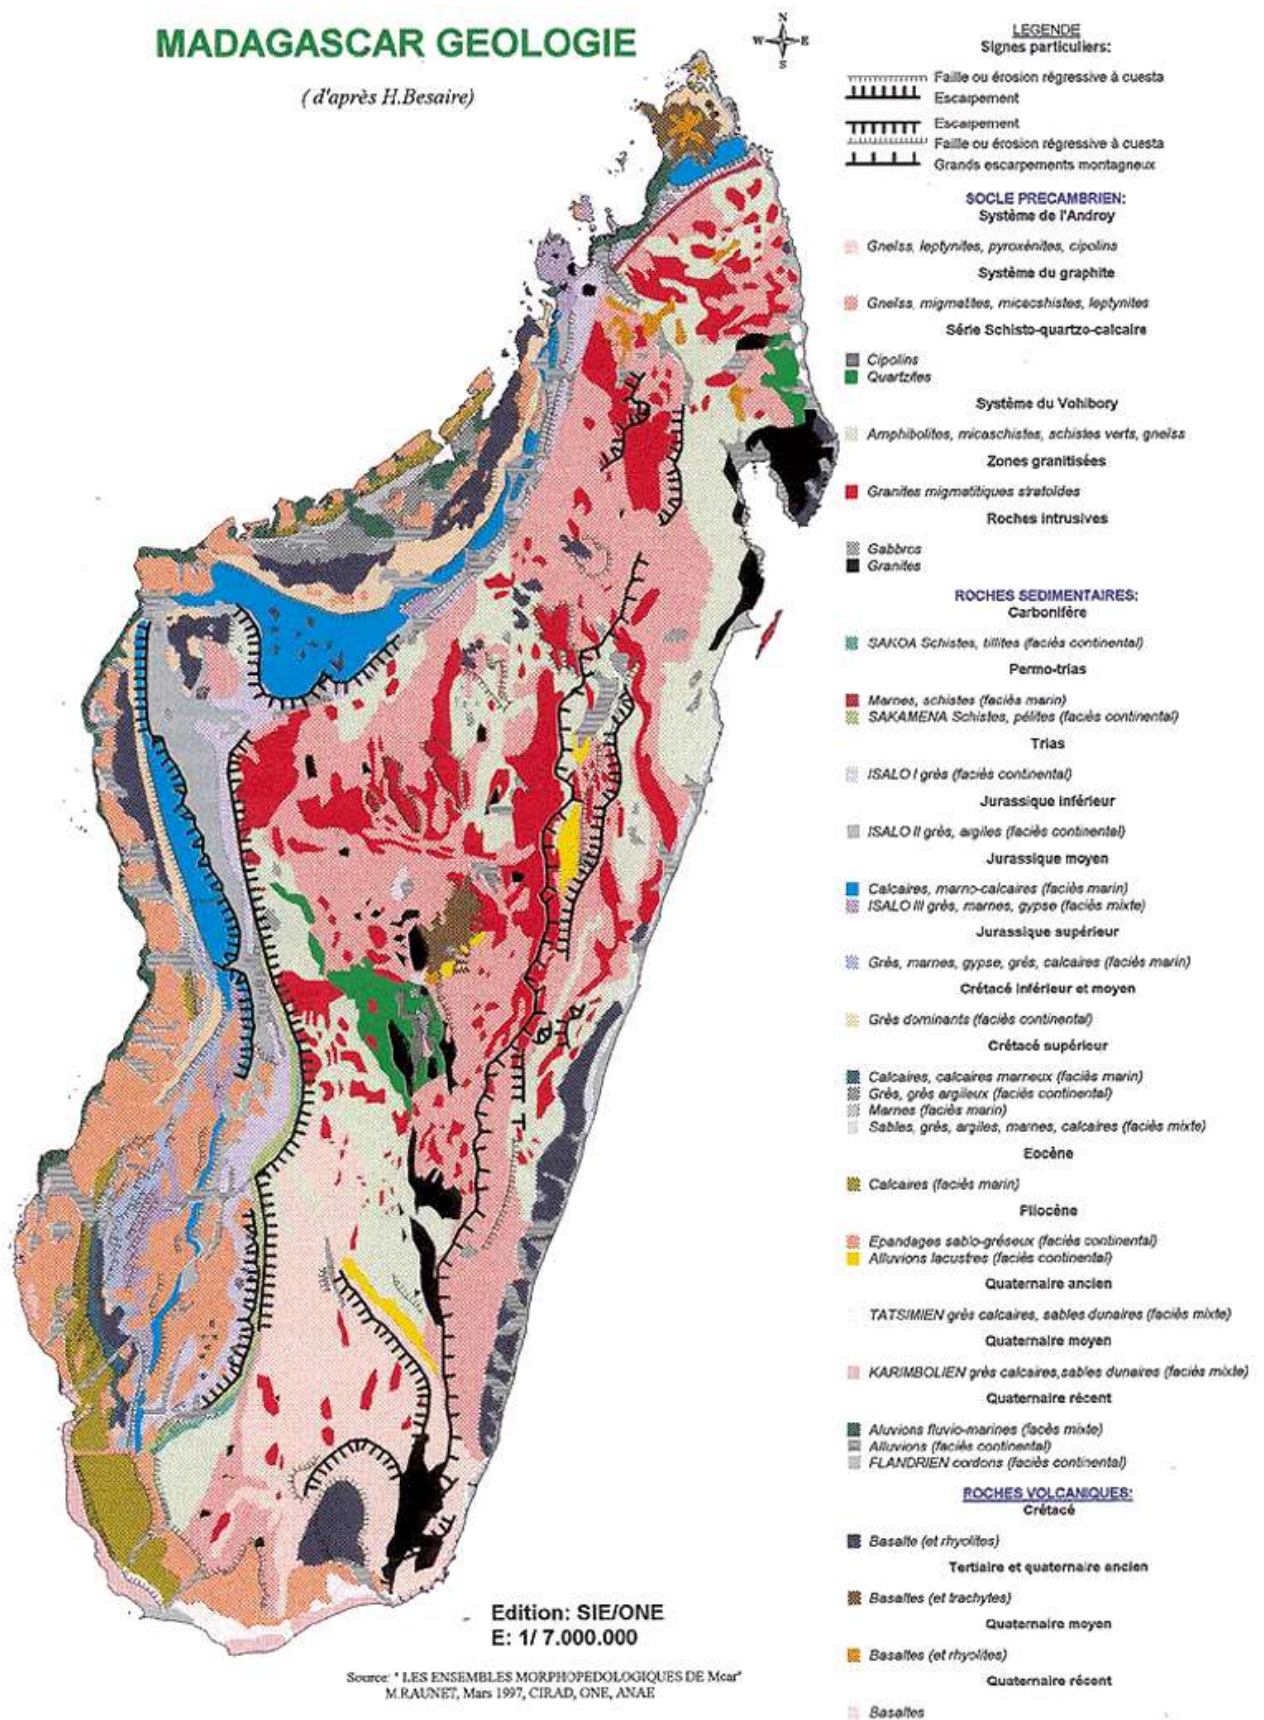 MADAGASCAR GEOLOGIE
( d'après H.Besaire)
N
W E
S
LEGENDE
Signes particuliers:
Faille ou érosion régressive à cuesta
Escarpement
Escarpement
Faille ou érosion régressive à cuesta
Grands escarpements montagneux
SOCLE PRECAMBRIEN:
Système de l'Androy
Gneïss, leptynites, pyroxénites, cipolins
Système du graphite
Gneïss, migmatites, micaschistes, leptynites
Série Schisto-quartzo-calcaire
Cipolins
Quartzites
Système du Vohibory
Amphibolites, micaschistes, schistes verts, gneïss
Zones granitisées
Granites migmatitiques stratoïdes
Roches intrusives
Gabbros
Granites
ROCHES SEDIMENTAIRES:
Carbonifère
SAKOA Schistes, tillites (faciès continental)
Permo-trias
Marnes, schistes (faciès marin)
SAKAMENA Schistes, pélites (faciès continental)
Trias
ISALO I grès (faciès continental)
Jurassique inférieur
ISALO II grès, argiles (faciès continental)
Jurassique moyen
Calcaires, marno-calcaires (faciès marin)
ISALO III grès, marnes, gypse (faciès mixte)
Jurassique supérieur
Grès, marnes, gypse, grés, calcaires (faciès marin)
Crétacé inférieur et moyen
Grès dominants (faciès continental)
Crétacé supérieur
Calcaires, calcaires marneux (faciès marin)
Grès, grès argileux (faciès continental)
Marnes (faciès marin)
Sables, grès, argiles, marnes, calcaires (faciès mixte)
Eocène
Calcaires (faciès marin)
Pliocène
Epandages sablo-gréseux (faciès continental)
Alluvions lacustres (faciès continental)
Quaternaire ancien
TATSIMIEN grès calcaires, sables dunaires (faciès mixte)
Quaternaire moyen
KARIMBOLIEN grès calcaires,sables dunaires (faciès mixte)
Quaternaire récent
Aluvions fluvio-marines (facès mixte)
Alluvions (faciès continental)
FLANDRIEN cordons (faciès continental)
ROCHES VOLCANIQUES:
Crétacé
Basalte (et rhyolites)
Tertiaire et quaternaire ancien
Basaltes (et trachytes)
Quaternaire moyen
Basaltes (et rhyolites)
Quaternaire récent
Basaltes
Edition: SIE/ONE
E: 1/ 7.000.000
Source: " LES ENSEMBLES MORPHOPEDOLOGIQUES DE Mcar"
M.RAUNET, Mars 1997, CIRAD, ONE, ANAE